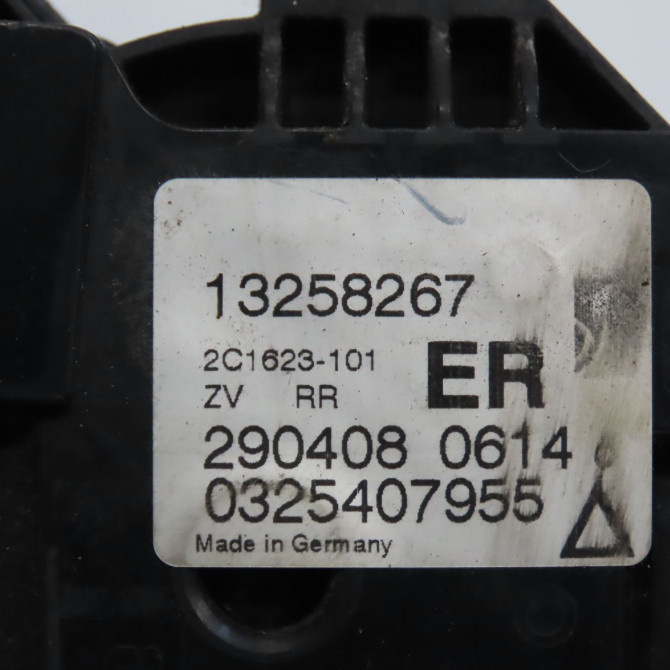 13258267
2C1623-101 ER
ZV RR
290408 0614
0325407955
Made in Germany